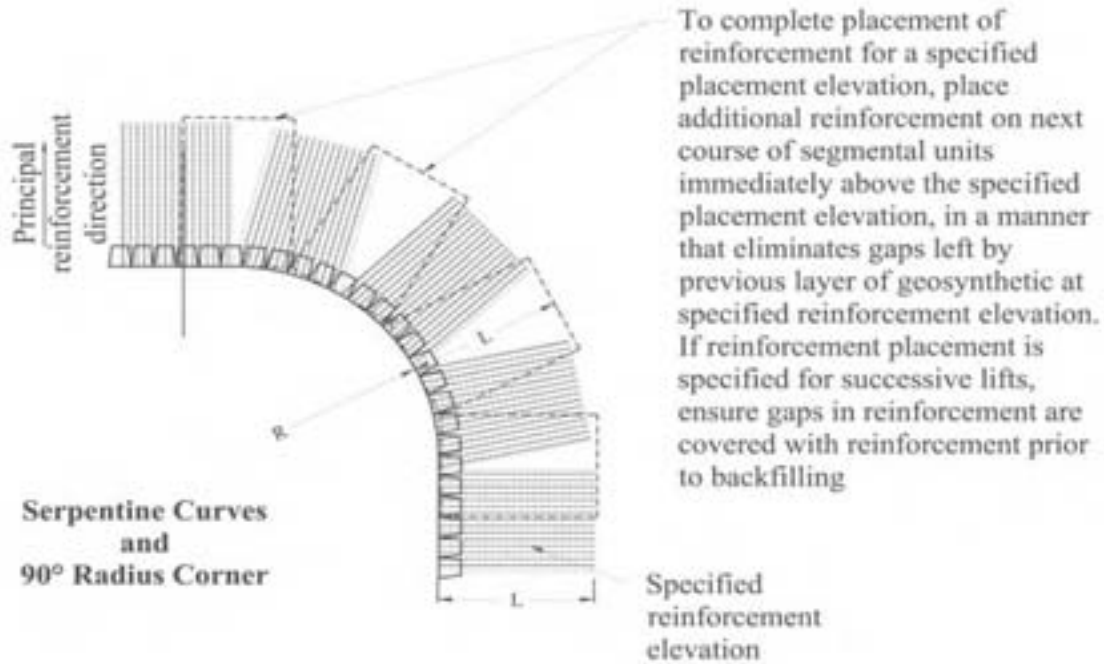 To complete placement of
reinforcement for a specified
placement elevation, place
additional reinforcement on next
course of segmental units
immediately above the specified
placement elevation, in a manner
that eliminates gaps left by
previous layer of geosynthetic at
specified reinforcement elevation.
If reinforcement placement is
specified for successive lifts,
ensure gaps in reinforcement are
covered with reinforcement prior
to backfilling
Principal
reinforcement
direction
L
R
Serpentine Curves
and
90° Radius Corner
L
Specified
reinforcement
elevation